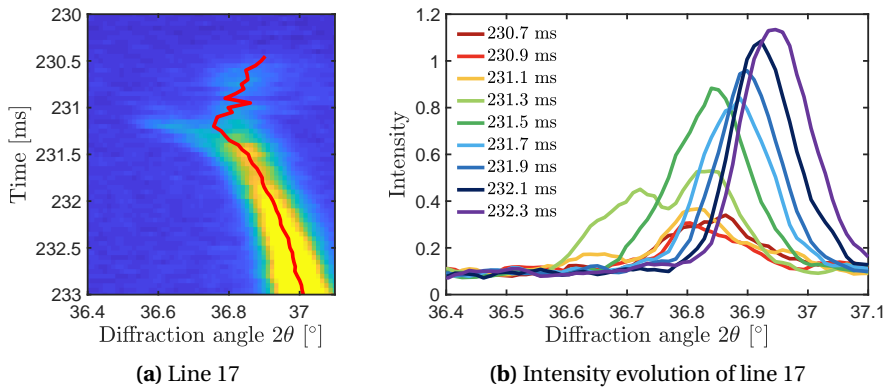 230
230.5
231
231.5
232
232.5
233
Time [ms]
36.4
36.6
36.8
37
Diffraction angle 2θ [°]
(a) Line 17
1.2
1
0.8
0.6
0.4
0.2
0
Intensity
230.7 ms
230.9 ms
231.1 ms
231.3 ms
231.5 ms
231.7 ms
231.9 ms
232.1 ms
232.3 ms
36.4
36.5
36.6
36.7
36.8
36.9
37
37.1
Diffraction angle 2θ [°]
(b) Intensity evolution of line 17